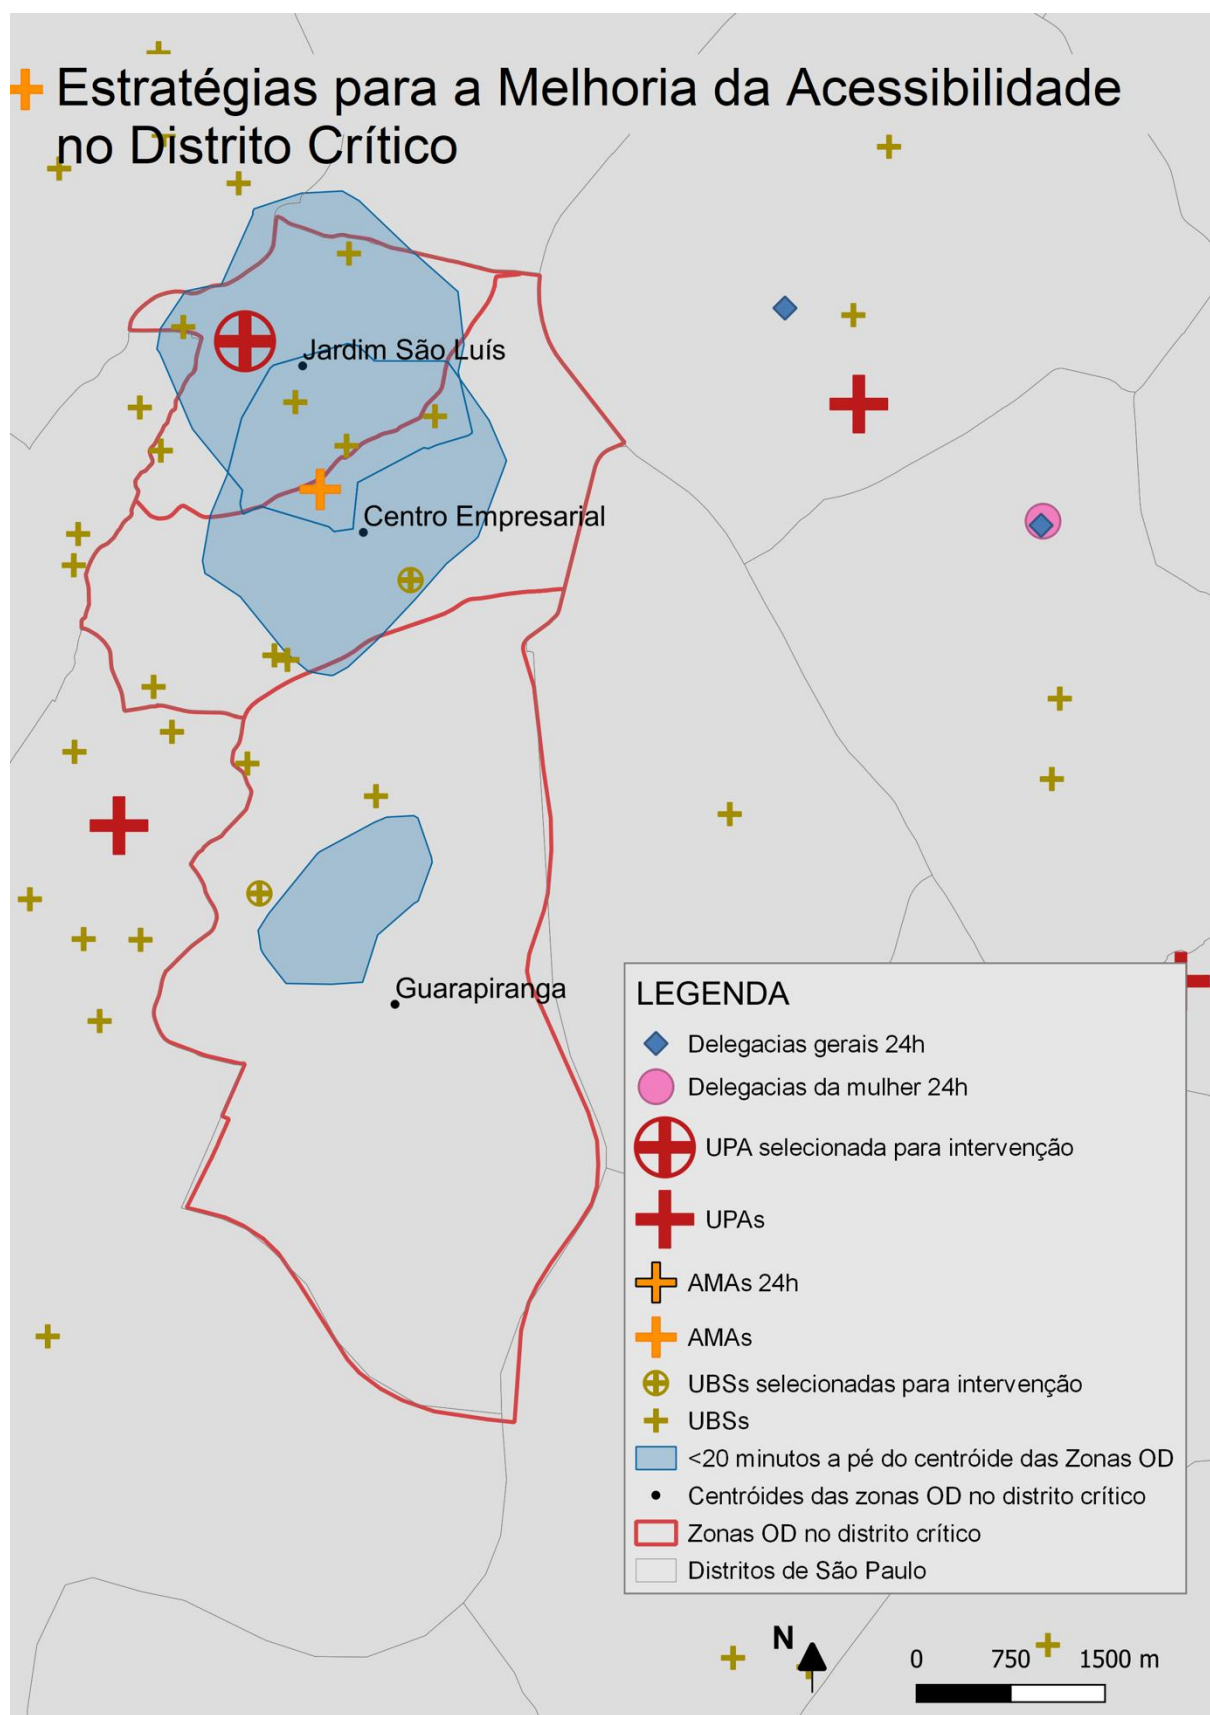 Estratégias para a Melhoria da Acessibilidade
no Distrito Crítico
Jardim São Luís
Centro Empresarial
Guarapiranga
LEGENDA
Delegacias gerais 24h
Delegacias da mulher 24h
UPA selecionada para intervenção
UPAs
AMAs 24h
AMAs
UBSs selecionadas para intervenção
UBSs
<20 minutos a pé do centróide das Zonas OD
Centróides das zonas OD no distrito crítico
Zonas OD no distrito crítico
Distritos de São Paulo
N
0 750 1500 m